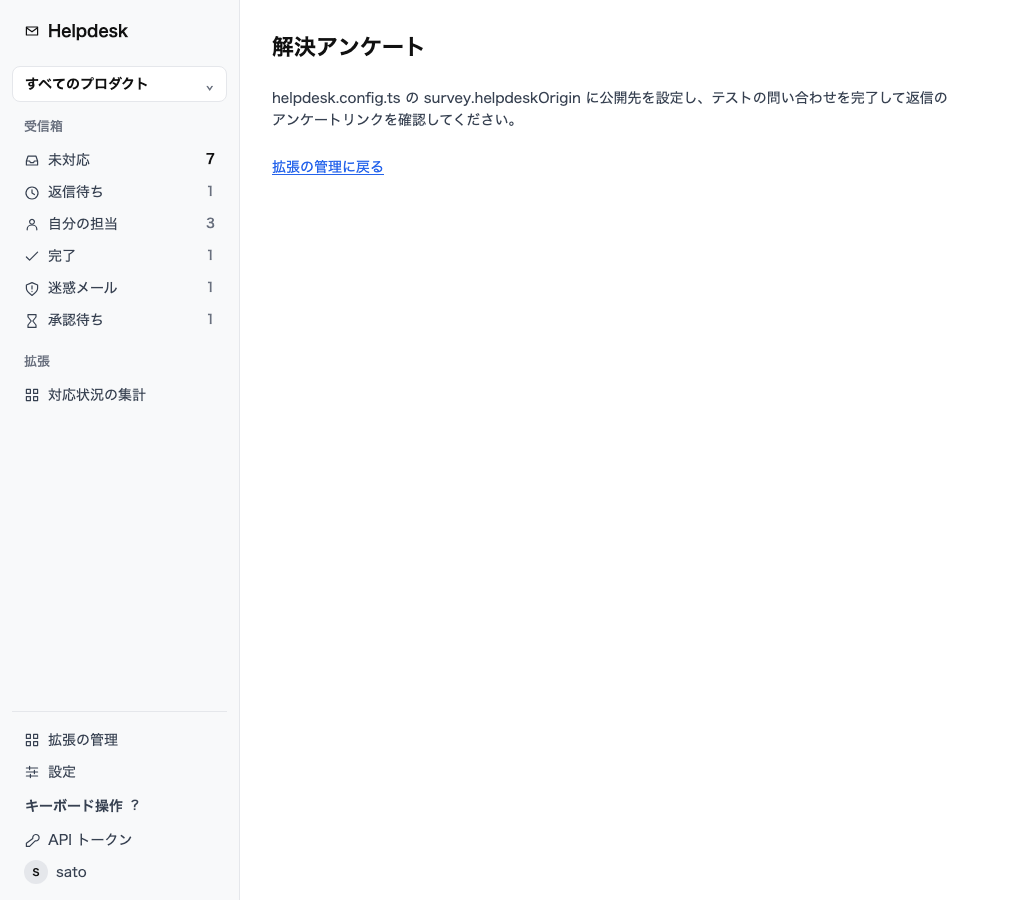 Helpdesk
すべてのプロダクト
受信箱
未対応 7
返信待ち 1
自分の担当 3
完了 1
迷惑メール 1
承認待ち 1
拡張
対応状況の集計
拡張の管理
設定
キーボード操作 ?
API トークン
S sato
解決アンケート
helpdesk.config.ts の survey.helpdeskOrigin に公開先を設定し、テストの問い合わせを完了して返信の
アンケートリンクを確認してください。
拡張の管理に戻る